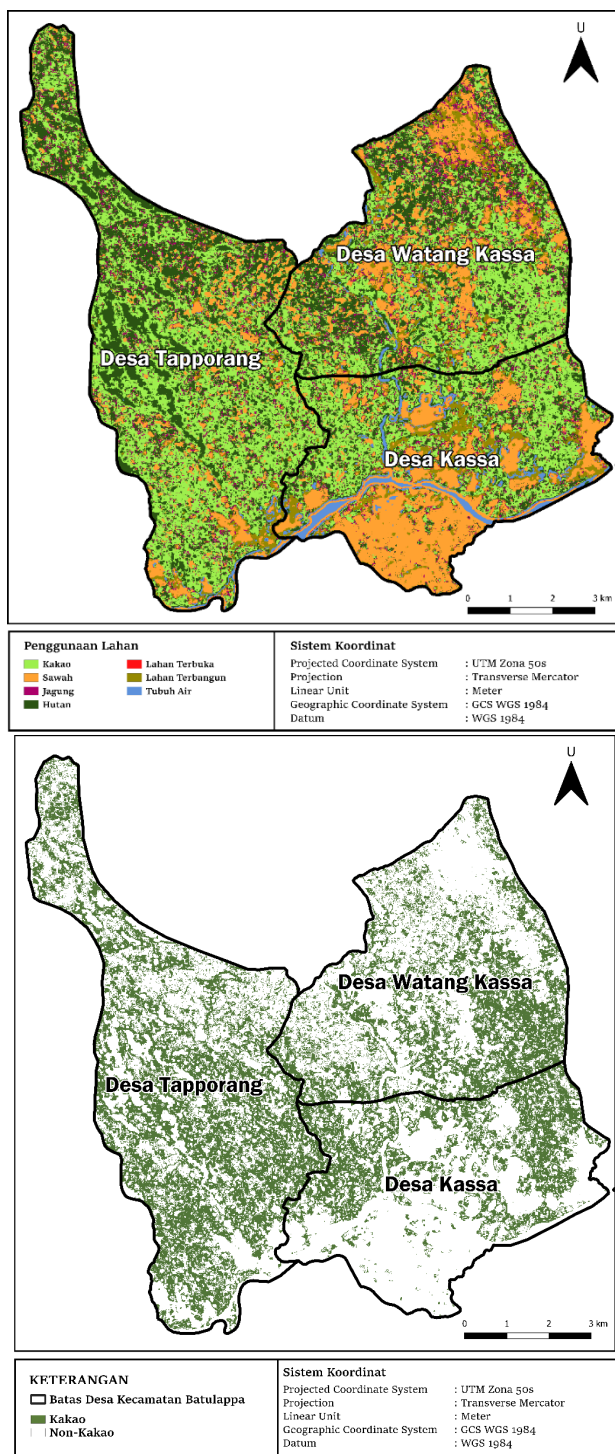 U
Desa Watang Kassa
Desa Tapporang
Desa Kassa
0 1 2 3 km
Penggunaan Lahan
Kakao
Sawah
Jagung
Hutan
Lahan Terbuka
Lahan Terbangun
Tubuh Air
Sistem Koordinat
Projected Coordinate System : UTM Zona 50s
Projection : Transverse Mercator
Linear Unit : Meter
Geographic Coordinate System : GCS WGS 1984
Datum : WGS 1984
U
Desa Watang Kassa
Desa Tapporang
Desa Kassa
0 1 2 3 km
KETERANGAN
Batas Desa Kecamatan Batulappa
Kakao
Non-Kakao
Sistem Koordinat
Projected Coordinate System : UTM Zona 50s
Projection : Transverse Mercator
Linear Unit : Meter
Geographic Coordinate System : GCS WGS 1984
Datum : WGS 1984